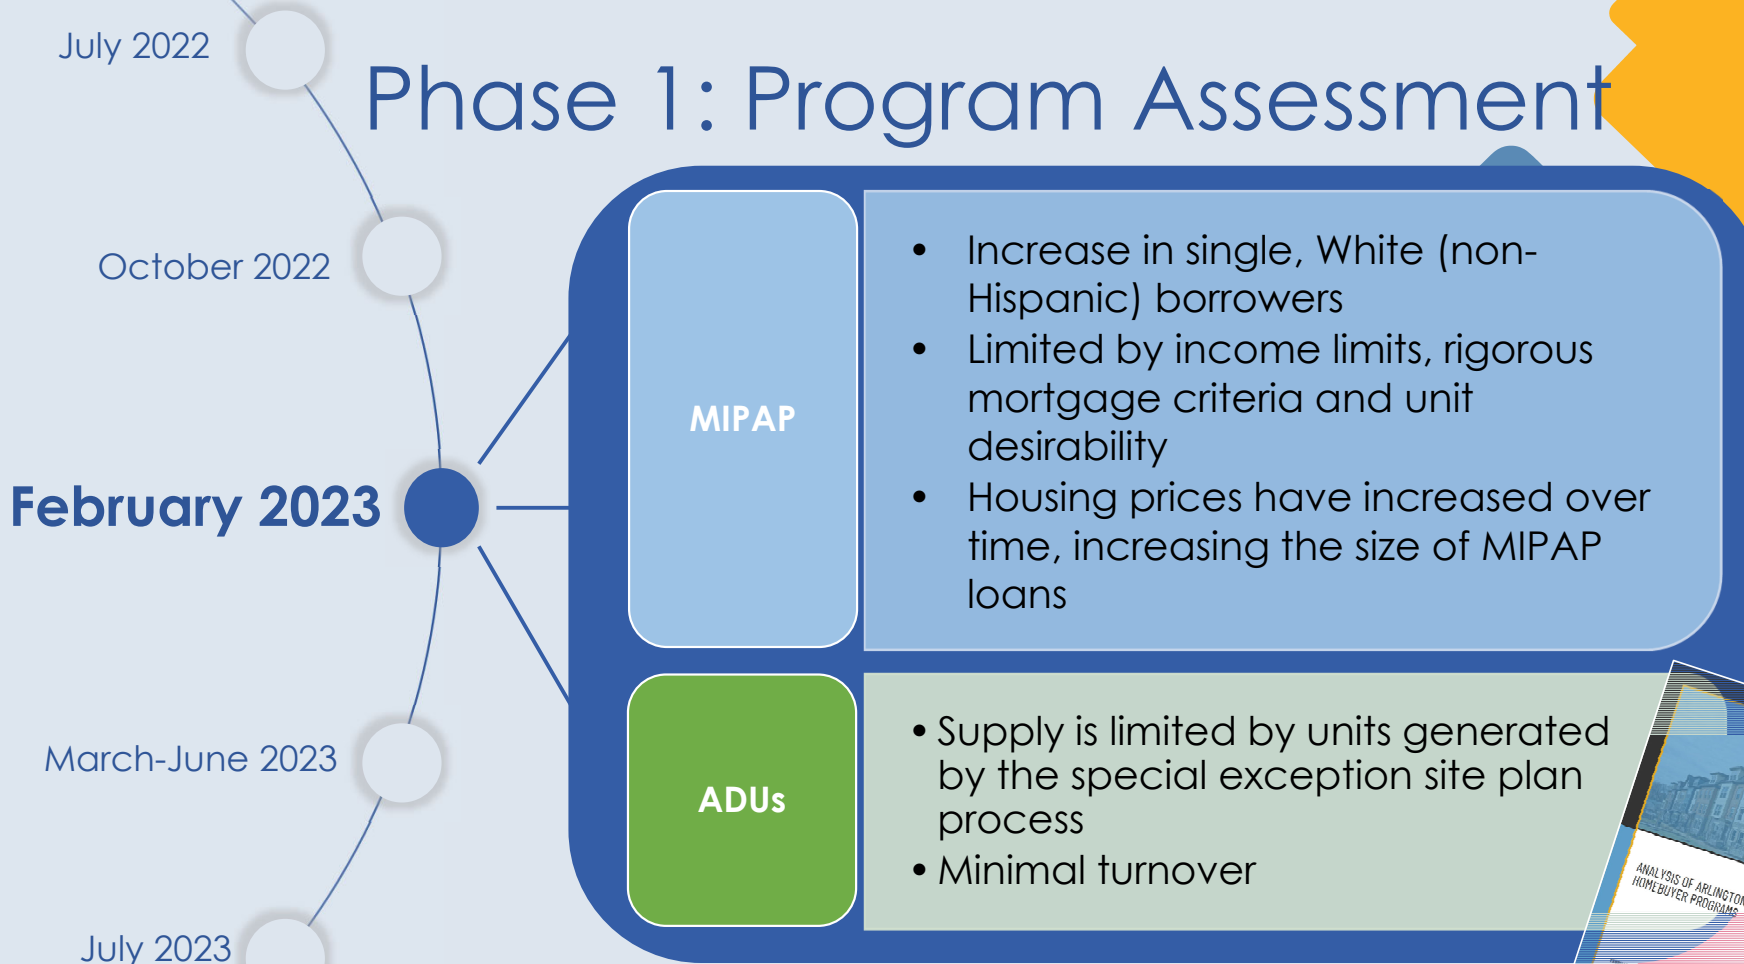 Phase 1: Program Assessment
July 2022
October 2022
February 2023
March-June 2023
July 2023
MIPAP
• Increase in single, White (non-
Hispanic) borrowers
• Limited by income limits, rigorous
mortgage criteria and unit
desirability
• Housing prices have increased over
time, increasing the size of MIPAP
loans
ADUs
• Supply is limited by units generated
by the special exception site plan
process
• Minimal turnover
ANALYSIS OF ARLINGTON
HOMEBUYER PROGRAMS